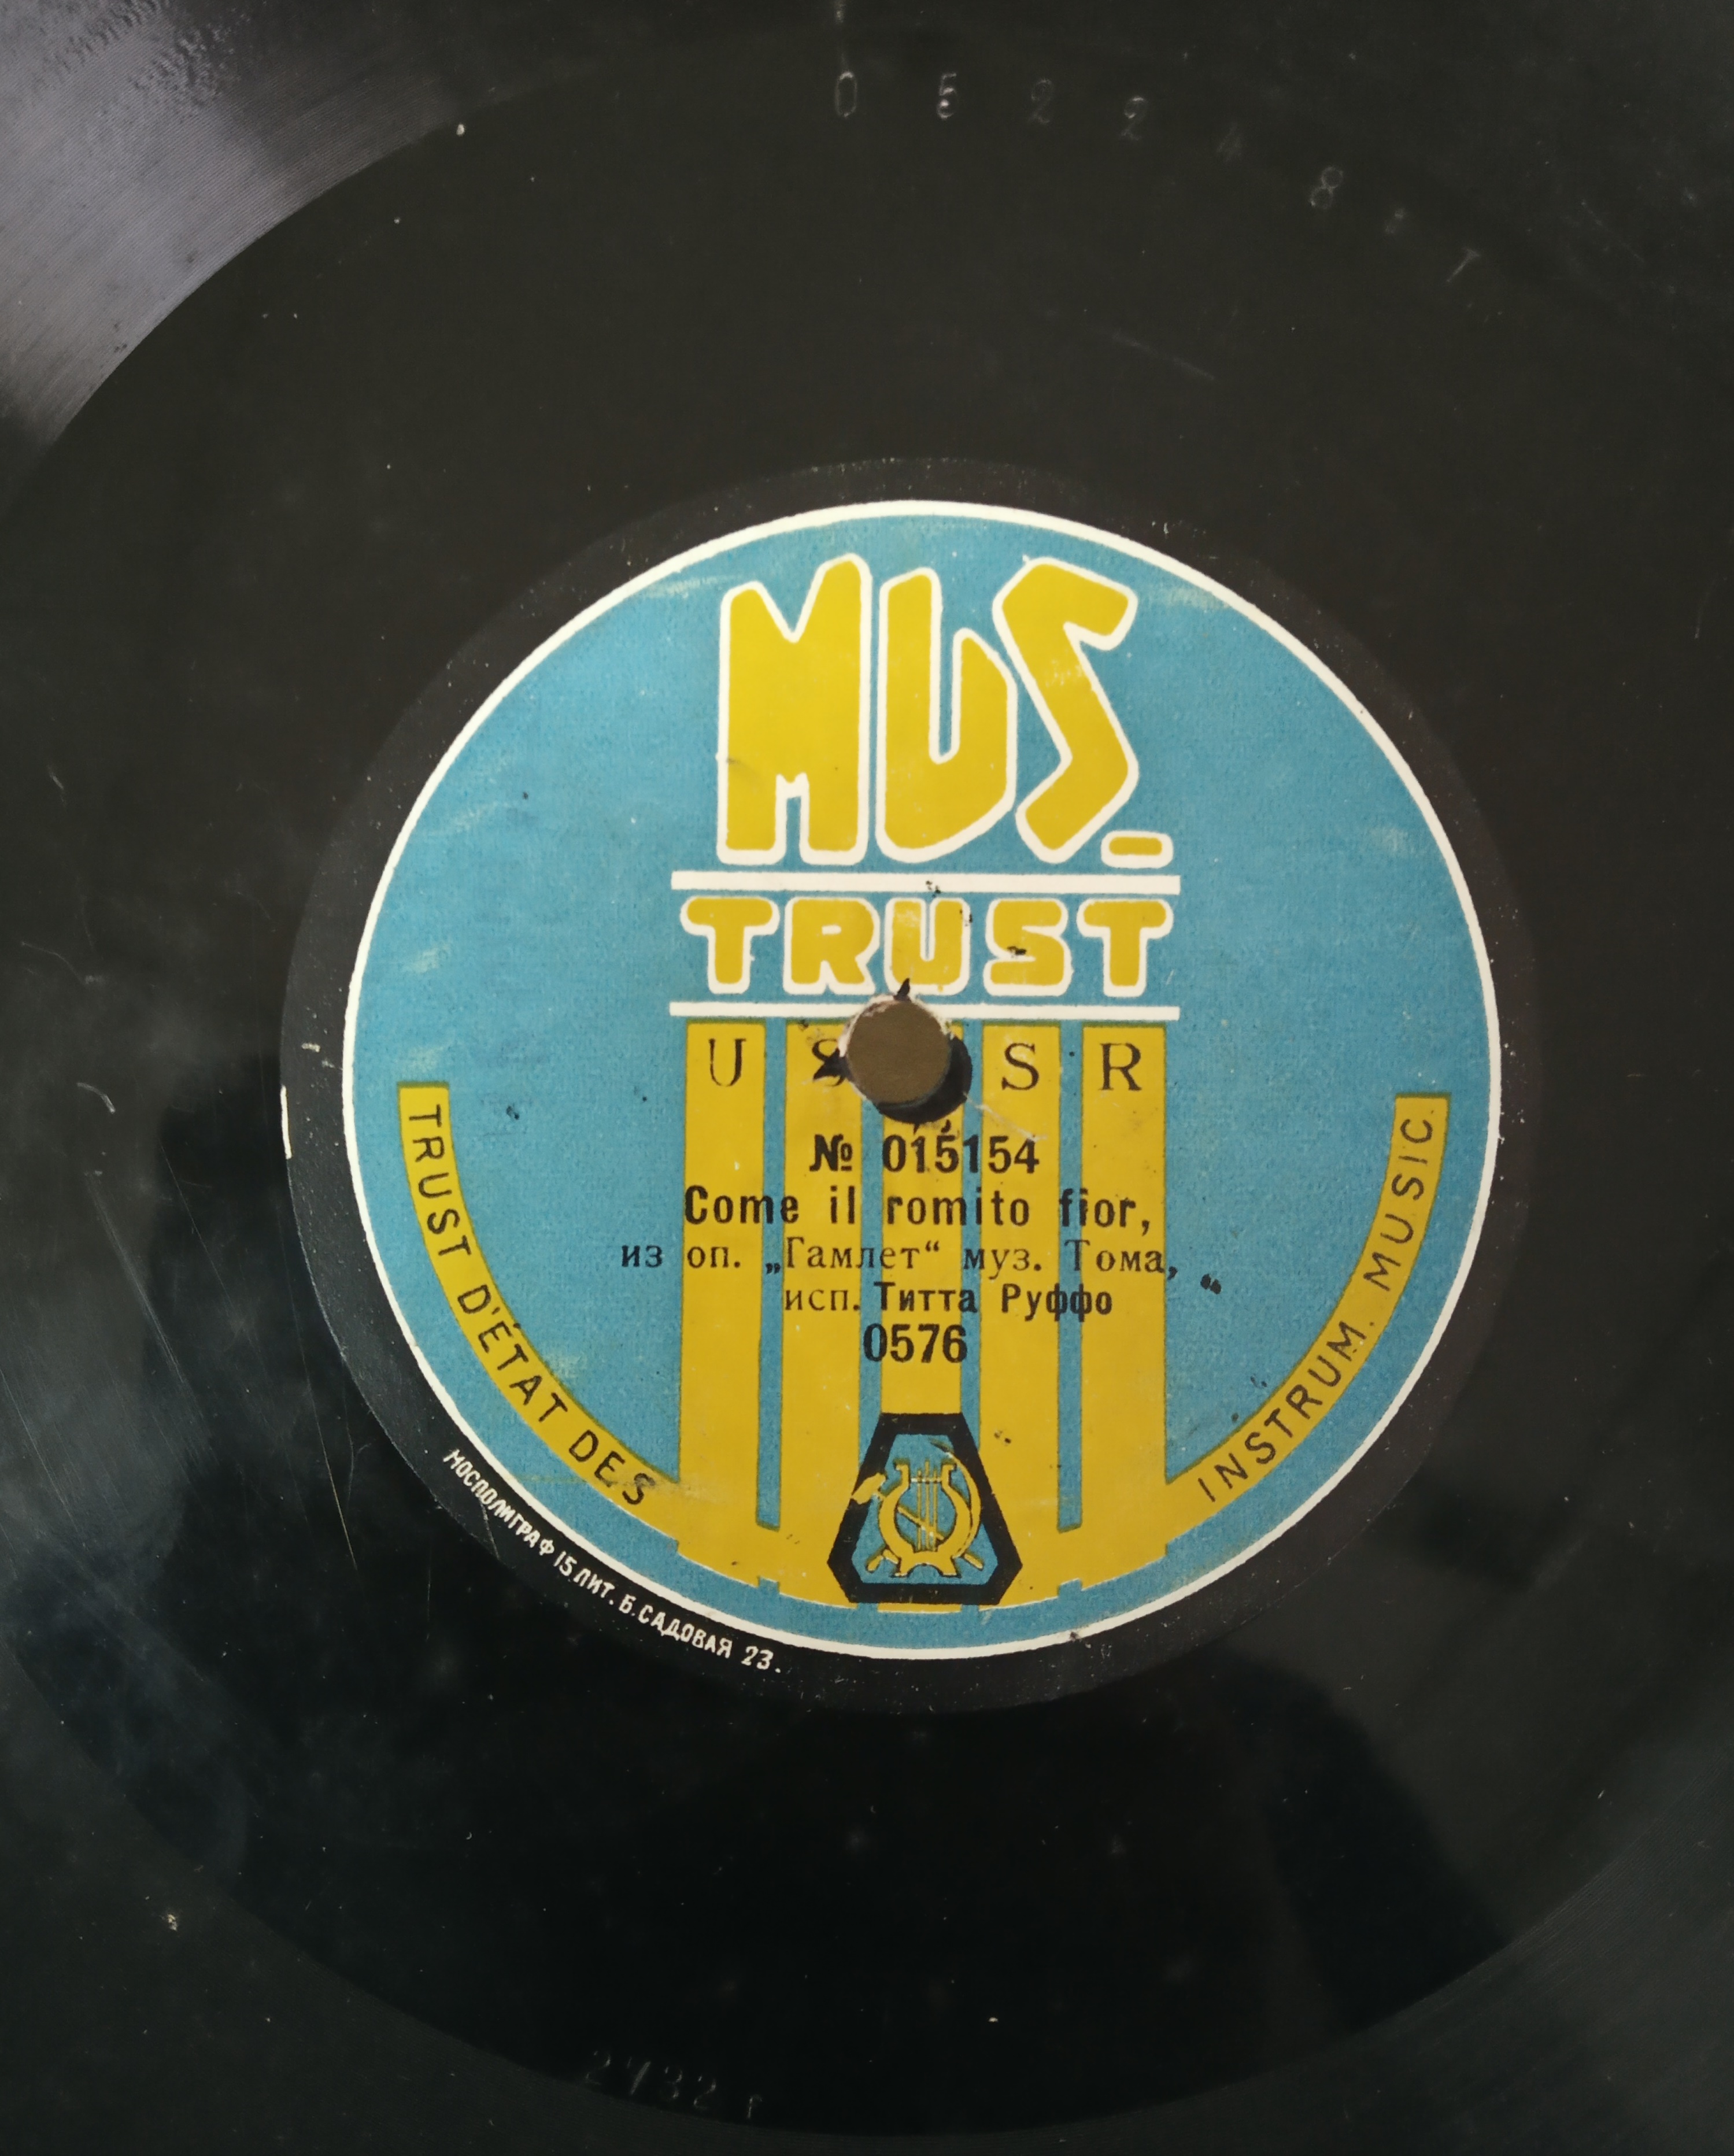 MUS.
TRUST
U S S R
№ 015154
Come il romito fior,
из оп. „Гамлет“ муз. Тома,
исп. Титта Руффо
0576
TRUST D'ÉTAT DES
INSTRUM. MUSIC.
МОСПОЛИГРАФ 15 ЛИТ. Б. САДОВАЯ 23.